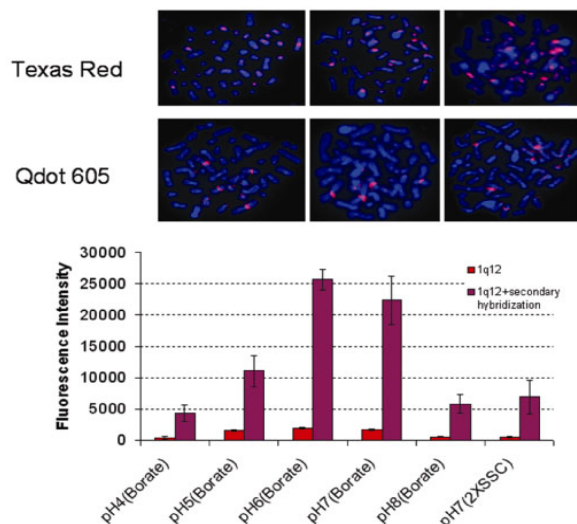 Texas Red
Qdot 605
30000
25000
20000
15000
10000
5000
0
Fluorescence Intensity
1q12
1q12+secondary
hybridization
pH4(Borate)
pH5(Borate)
pH6(Borate)
pH7(Borate)
pH8(Borate)
pH7(2XSSC)